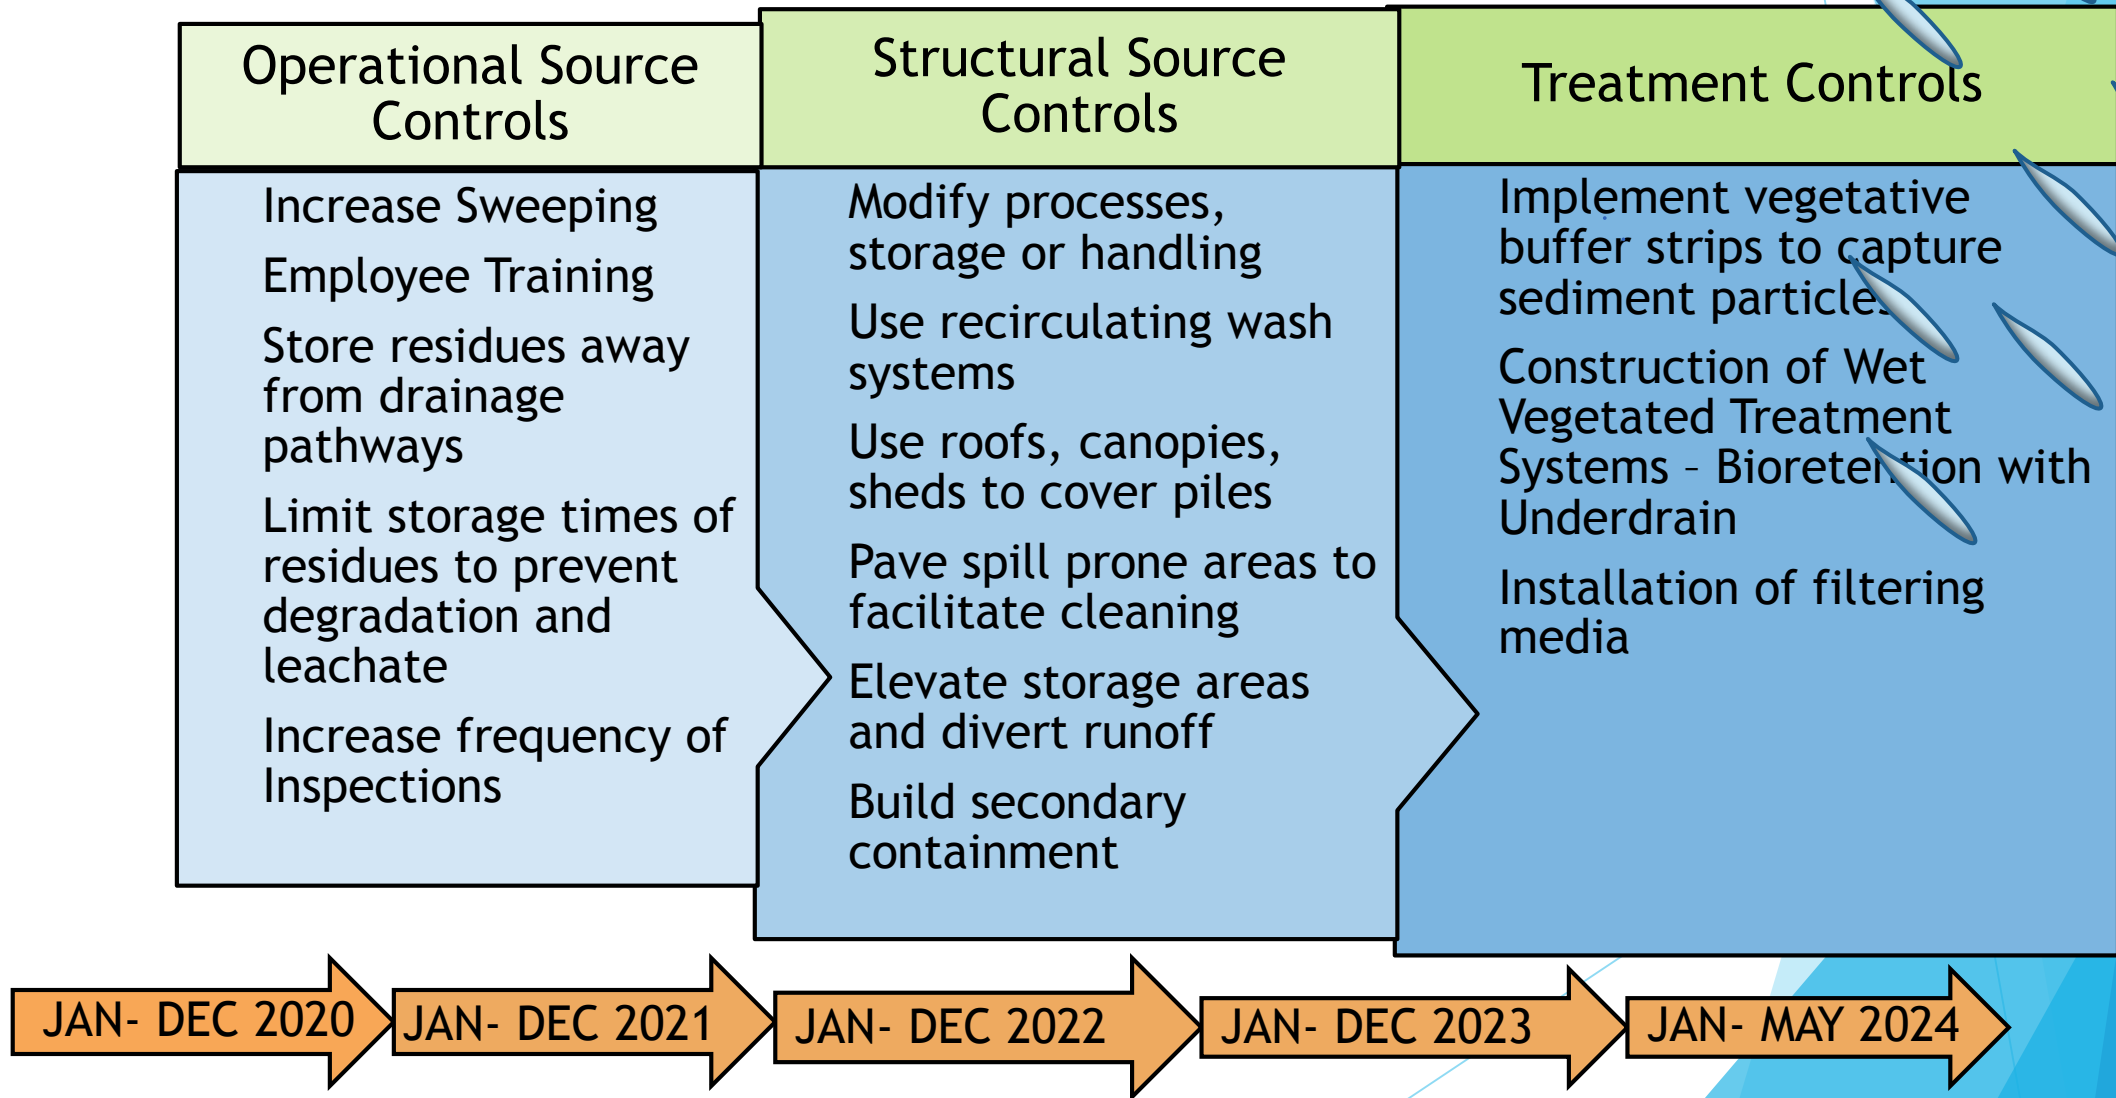 Operational Source
Controls
Increase Sweeping
Employee Training
Store residues away
from drainage
pathways
Limit storage times of
residues to prevent
degradation and
leachate
Increase frequency of
Inspections
Structural Source
Controls
Modify processes,
storage or handling
Use recirculating wash
systems
Use roofs, canopies,
sheds to cover piles
Pave spill prone areas to
facilitate cleaning
Elevate storage areas
and divert runoff
Build secondary
containment
Treatment Controls
Implement vegetative
buffer strips to capture
sediment particles
Construction of Wet
Vegetated Treatment
Systems – Bioretention with
Underdrain
Installation of filtering
media
JAN- DEC 2020
JAN- DEC 2021
JAN- DEC 2022
JAN- DEC 2023
JAN- MAY 2024